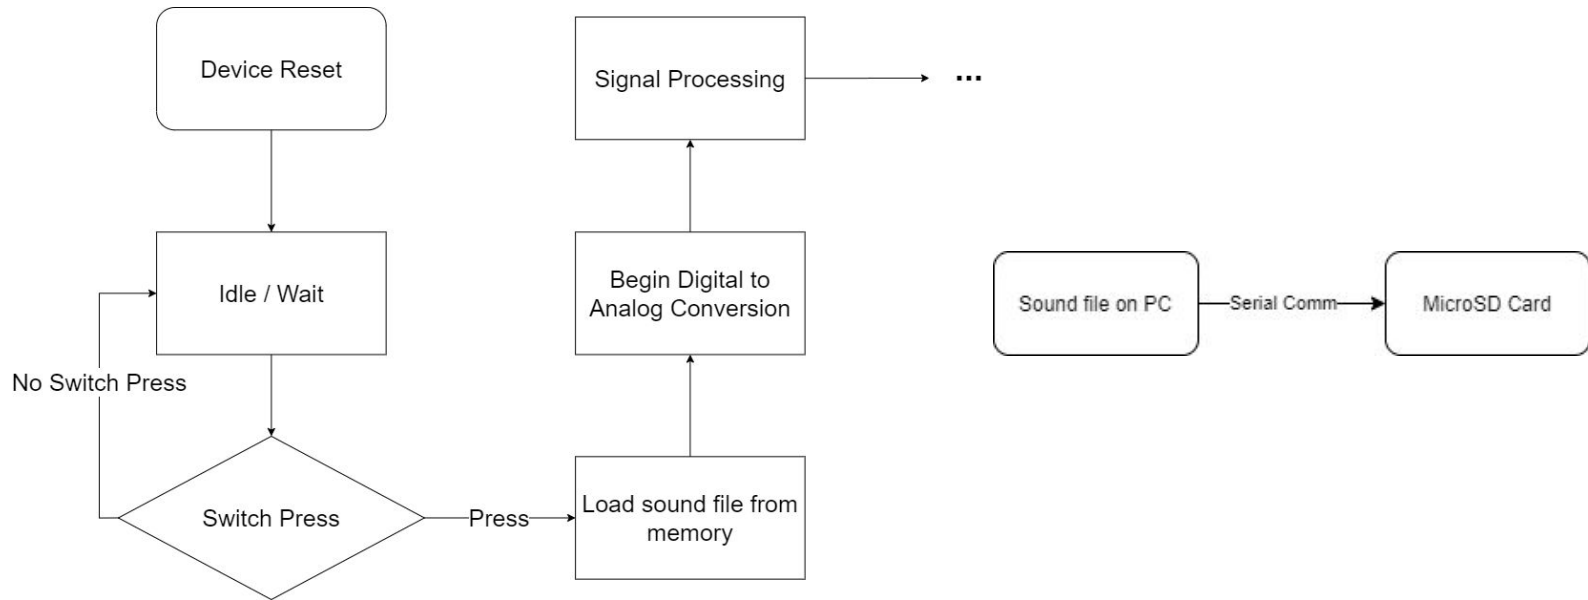 Device Reset
Idle / Wait
No Switch Press
Switch Press
Press
Load sound file from
memory
Begin Digital to
Analog Conversion
Signal Processing
...
Sound file on PC
Serial Comm
MicroSD Card